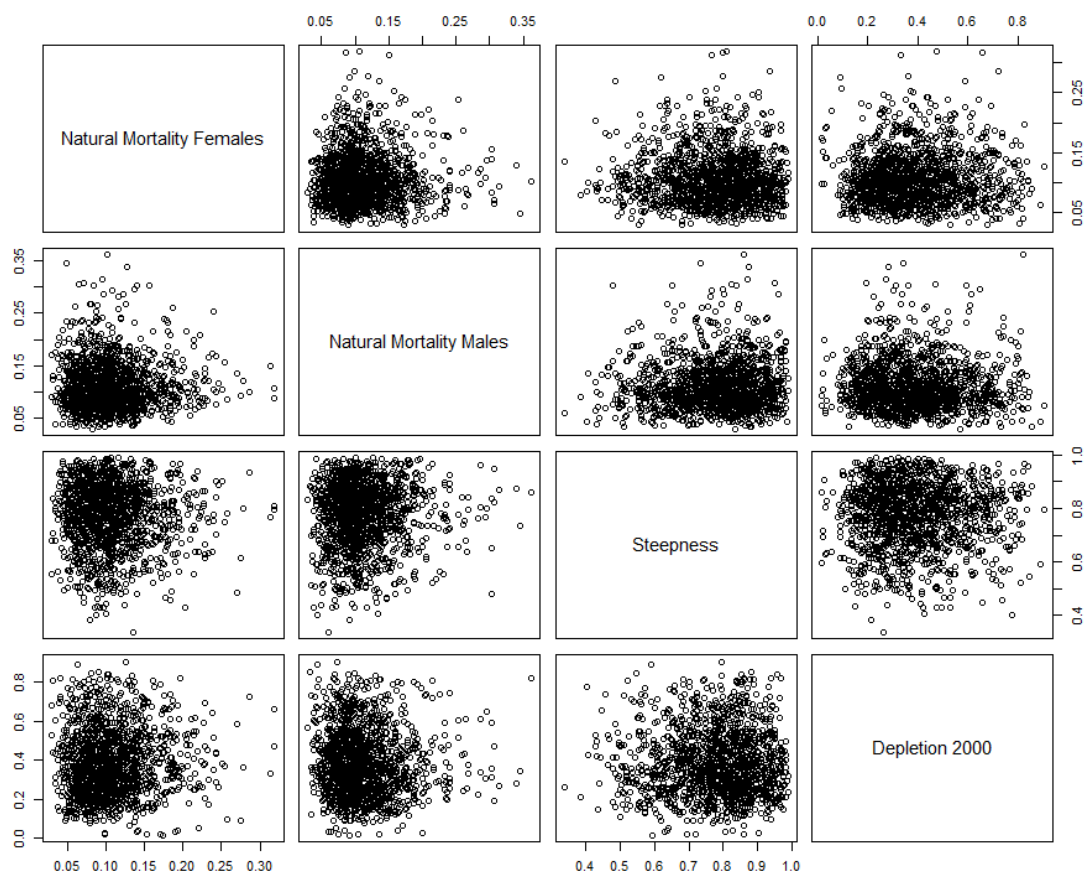 0.05 0.15 0.25 0.35 0.0 0.2 0.4 0.6 0.8
Natural Mortality Females
0.05 0.15 0.25
0.05 0.15 0.25 0.35
Natural Mortality Males
Steepness
0.4 0.6 0.8 1.0
0.0 0.2 0.4 0.6 0.8
Depletion 2000
0.05 0.10 0.15 0.20 0.25 0.30 0.4 0.5 0.6 0.7 0.8 0.9 1.0